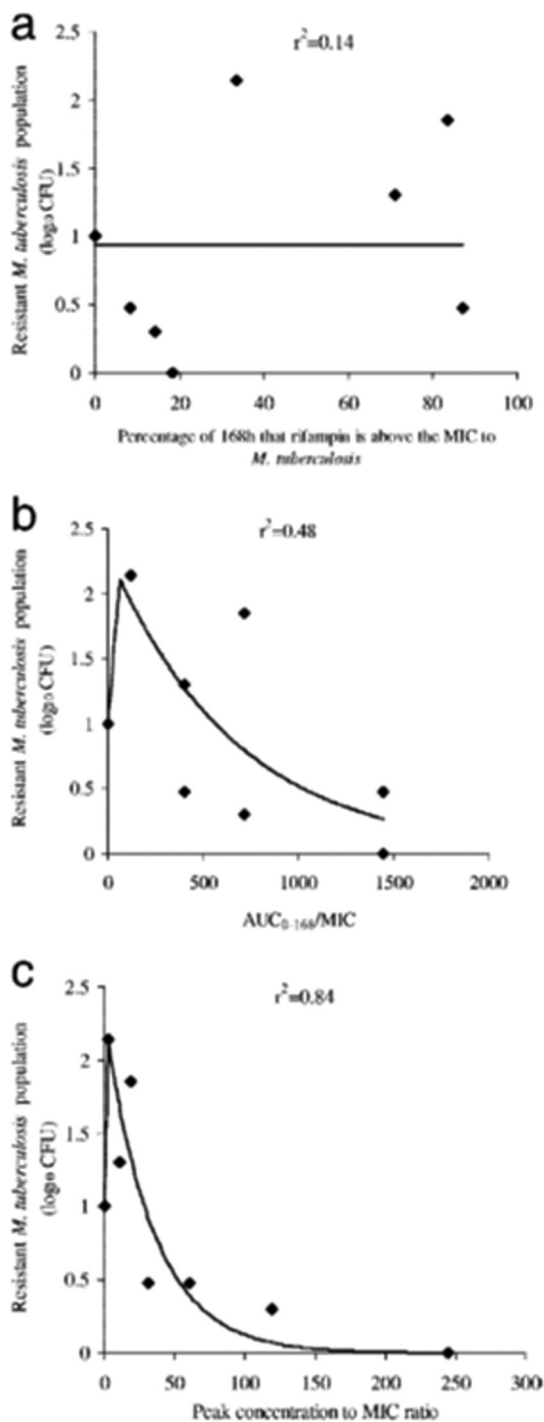 a
r²=0.14
Resistant M. tuberculosis population
(log₁₀ CFU)
2.5
2
1.5
1
0.5
0
0 20 40 60 80 100
Percentage of 168h that rifampin is above the MIC to
M. tuberculosis
b
r²=0.48
Resistant M. tuberculosis population
(log₁₀ CFU)
2.5
2
1.5
1
0.5
0
0 500 1000 1500 2000
AUC₀₋₁₆₈/MIC
c
r²=0.84
Resistant M. tuberculosis population
(log₁₀ CFU)
2.5
2
1.5
1
0.5
0
0 50 100 150 200 250 300
Peak concentration to MIC ratio